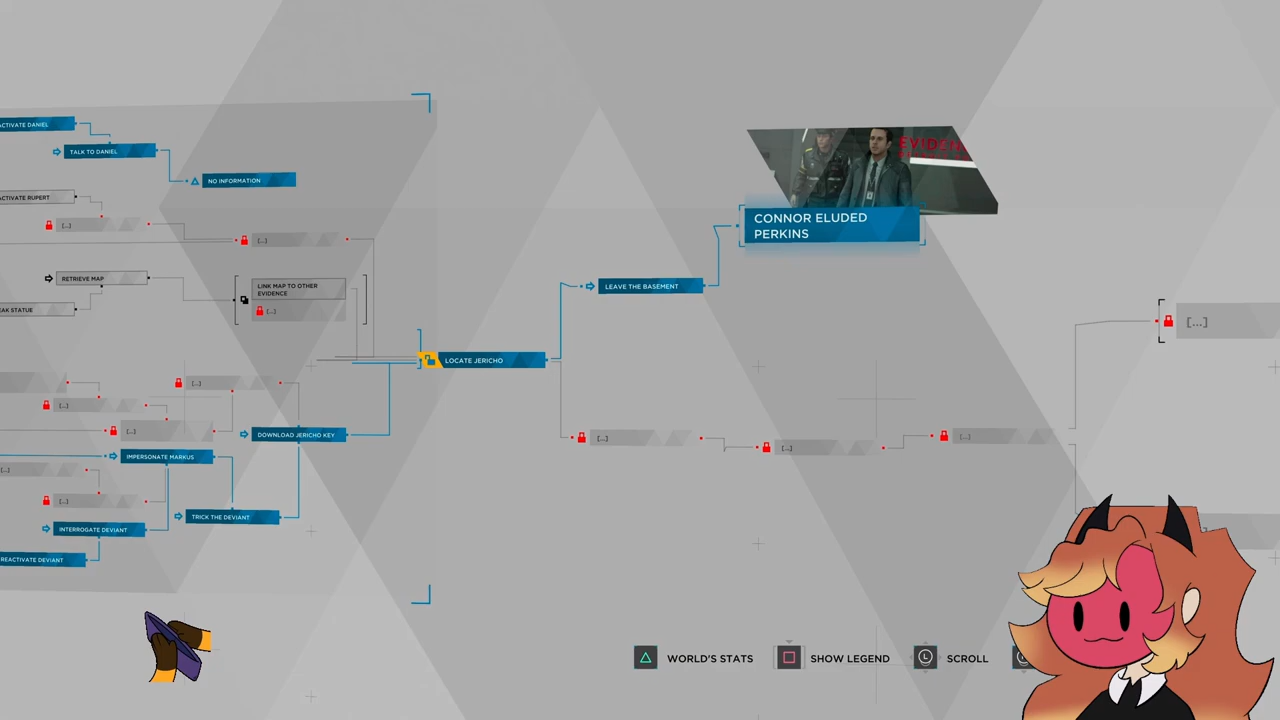 ACTIVATE DANIEL
TALK TO DANIEL
NO INFORMATION
ACTIVATE RUPERT
[...]
[...]
RETRIEVE MAP
LINK MAP TO OTHER
EVIDENCE
[...]
EAK STATUE
CONNOR ELUDED
PERKINS
LEAVE THE BASEMENT
LOCATE JERICHO
[...]
[...]
[...]
[...]
[...]
[...]
[...]
DOWNLOAD JERICHO KEY
IMPERSONATE MARKUS
[...]
[...]
TRICK THE DEVIANT
INTERROGATE DEVIANT
REACTIVATE DEVIANT
WORLD'S STATS
SHOW LEGEND
L
SCROLL